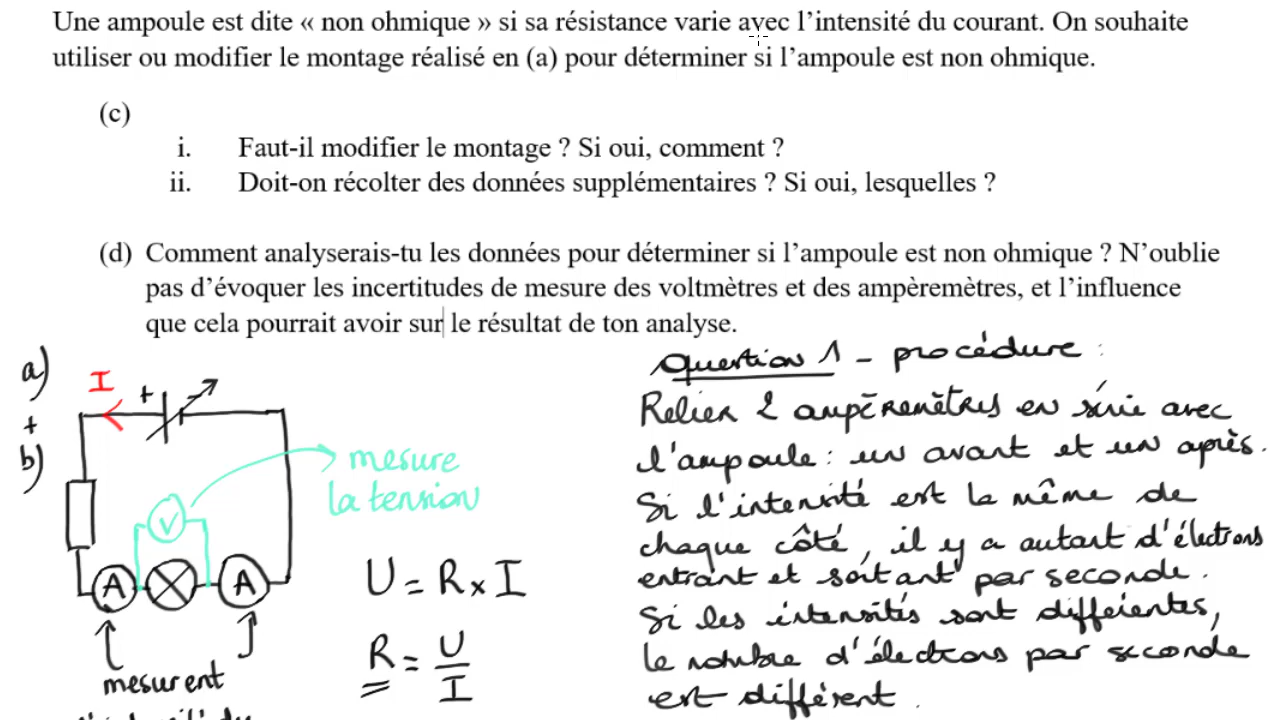 Une ampoule est dite « non ohmique » si sa résistance varie avec l’intensité du courant. On souhaite
utiliser ou modifier le montage réalisé en (a) pour déterminer si l’ampoule est non ohmique.
(c)
i. Faut-il modifier le montage ? Si oui, comment ?
ii. Doit-on récolter des données supplémentaires ? Si oui, lesquelles ?
(d) Comment analyserais-tu les données pour déterminer si l’ampoule est non ohmique ? N’oublie
pas d’évoquer les incertitudes de mesure des voltmètres et des ampèremètres, et l’influence
que cela pourrait avoir sur le résultat de ton analyse.
a)
+
b)
I
+
mesure
la tension
V
A
A
mesurent
U = R x I
R = U
I
Question 1 - procédure :
Relier 2 ampèremètres en série avec
l'ampoule : un avant et un après.
Si l'intensité est la même de
chaque côté, il y a autant d'électrons
entrant et sortant par seconde.
Si les intensités sont différentes,
le nombre d'électrons par seconde
est différent.